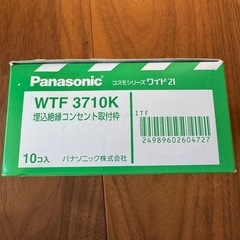 Panasonic コスモシリーズ ワイド21
WTF 3710K
埋込絶縁コンセント取付枠
ITF
24989602604727
10コ入
パナソニック株式会社